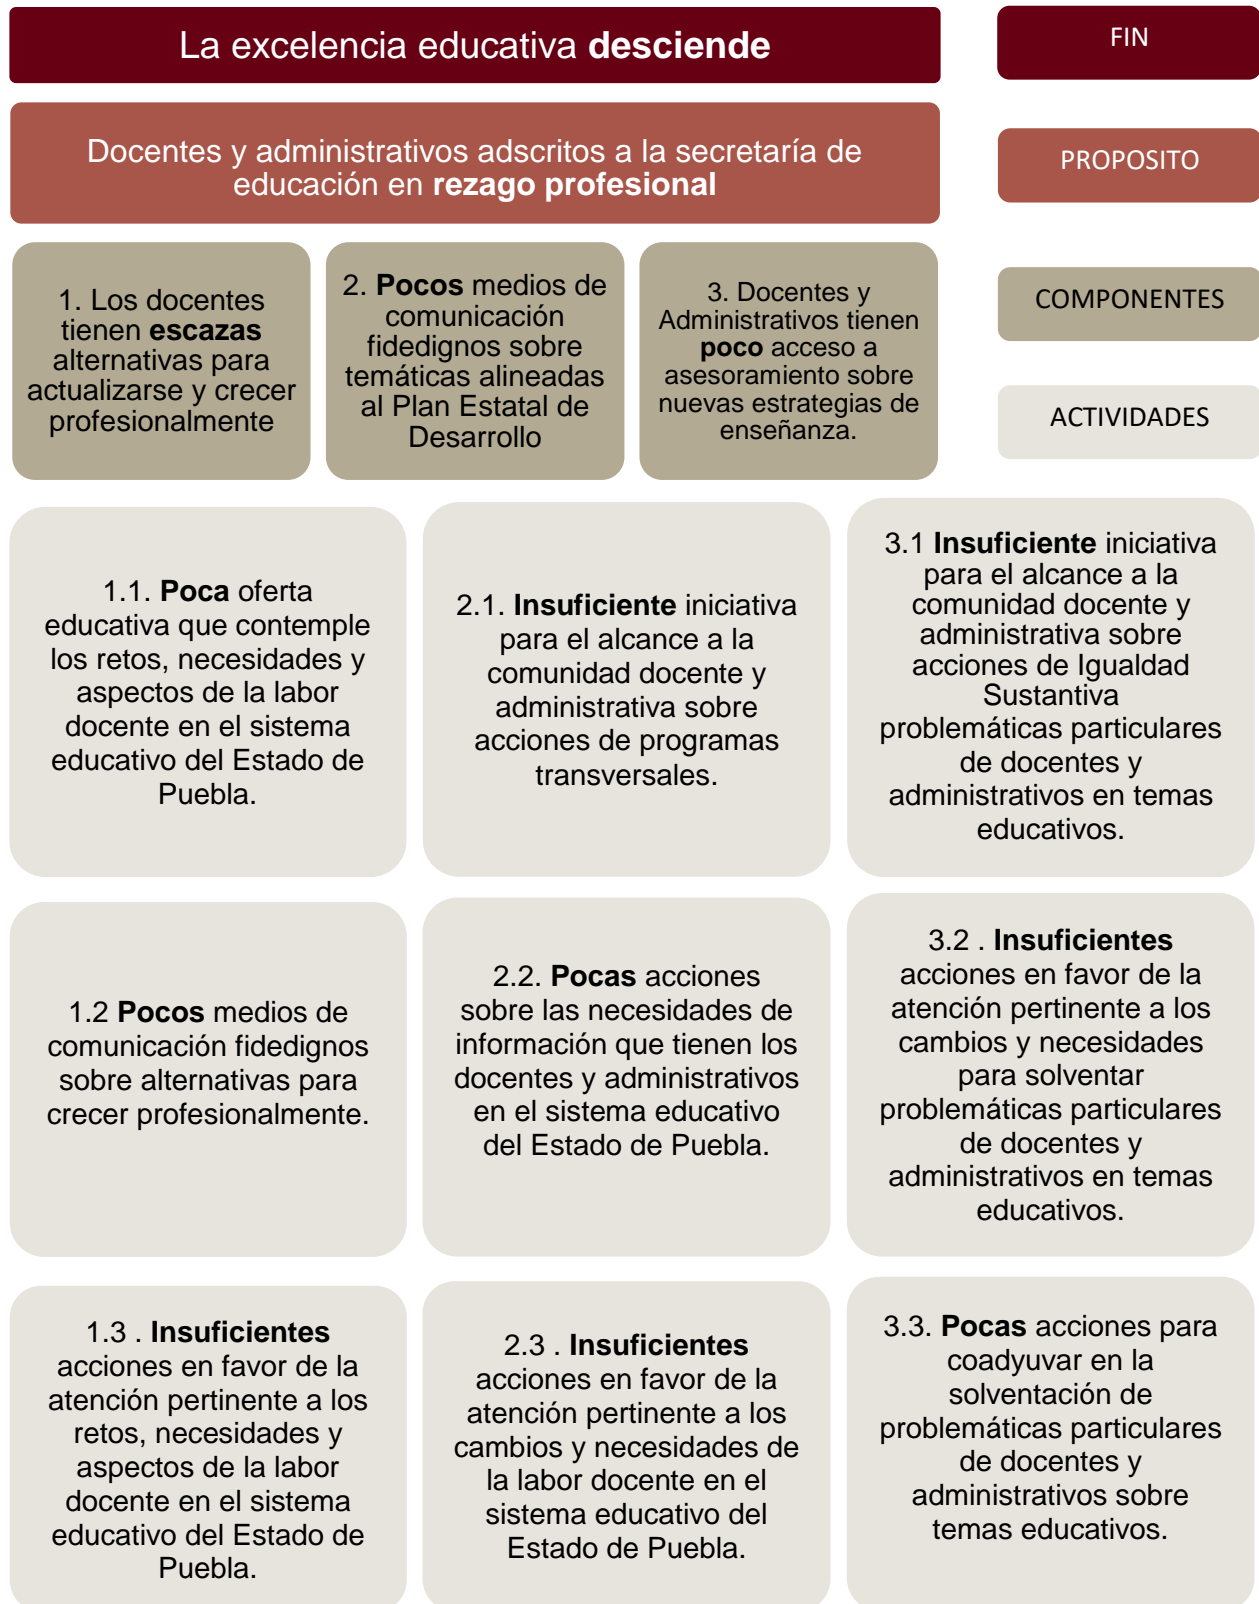 La excelencia educativa desciende
FIN
Docentes y administrativos adscritos a la secretaría de
educación en rezago profesional
PROPOSITO
1. Los docentes
tienen escazas
alternativas para
actualizarse y crecer
profesionalmente
2. Pocos medios de
comunicación
fidedignos sobre
temáticas alineadas
al Plan Estatal de
Desarrollo
3. Docentes y
Administrativos tienen
poco acceso a
asesoramiento sobre
nuevas estrategias de
enseñanza.
COMPONENTES
ACTIVIDADES
1.1. Poca oferta
educativa que contemple
los retos, necesidades y
aspectos de la labor
docente en el sistema
educativo del Estado de
Puebla.
2.1. Insuficiente iniciativa
para el alcance a la
comunidad docente y
administrativa sobre
acciones de programas
transversales.
3.1 Insuficiente iniciativa
para el alcance a la
comunidad docente y
administrativa sobre
acciones de Igualdad
Sustantiva
problemáticas particulares
de docentes y
administrativos en temas
educativos.
1.2 Pocos medios de
comunicación fidedignos
sobre alternativas para
crecer profesionalmente.
2.2. Pocas acciones
sobre las necesidades de
información que tienen los
docentes y administrativos
en el sistema educativo
del Estado de Puebla.
3.2 . Insuficientes
acciones en favor de la
atención pertinente a los
cambios y necesidades
para solventar
problemáticas particulares
de docentes y
administrativos en temas
educativos.
1.3 . Insuficientes
acciones en favor de la
atención pertinente a los
retos, necesidades y
aspectos de la labor
docente en el sistema
educativo del Estado de
Puebla.
2.3 . Insuficientes
acciones en favor de la
atención pertinente a los
cambios y necesidades de
la labor docente en el
sistema educativo del
Estado de Puebla.
3.3. Pocas acciones para
coadyuvar en la
solventación de
problemáticas particulares
de docentes y
administrativos sobre
temas educativos.